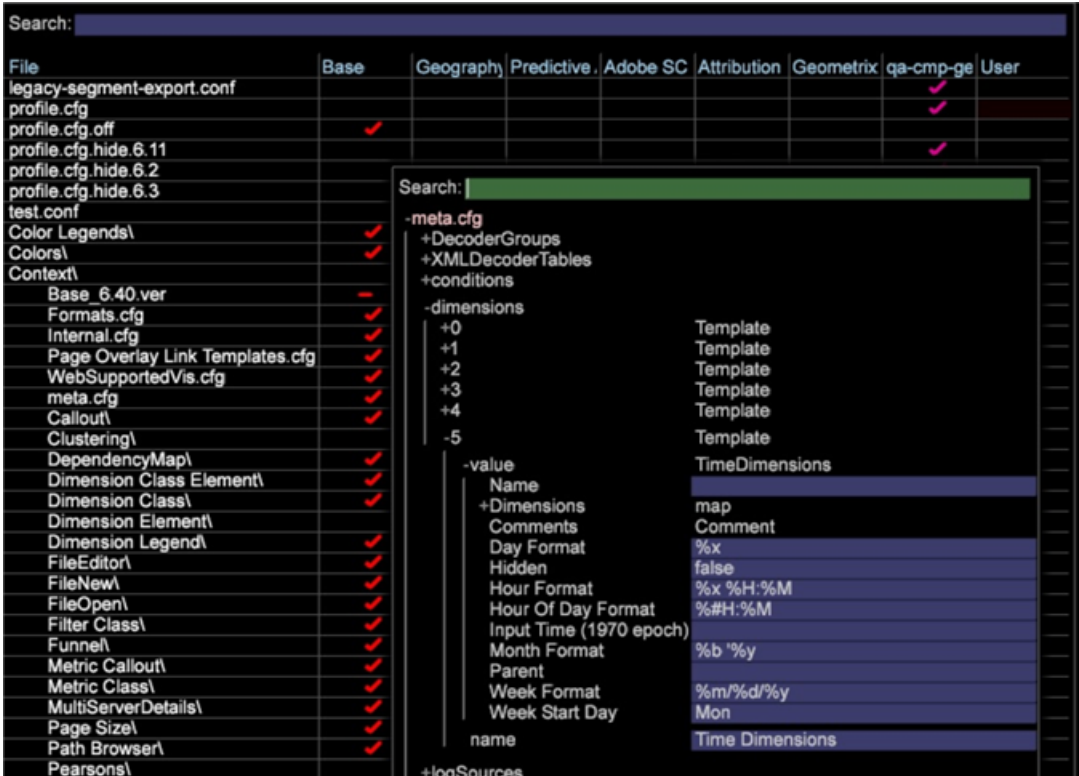 Search:
File Base Geography Predictive . Adobe SC Attribution Geometrix qa-cmp-ge User
legacy-segment-export.conf
profile.cfg
profile.cfg.off
profile.cfg.hide.6.11
profile.cfg.hide.6.2
profile.cfg.hide.6.3
test.conf
Color Legends\
Colors\
Context\
Base_6.40.ver
Formats.cfg
Internal.cfg
Page Overlay Link Templates.cfg
WebSupportedVis.cfg
meta.cfg
Callout\
Clustering\
DependencyMap\
Dimension Class Element\
Dimension Class\
Dimension Element\
Dimension Legend\
FileEditor\
FileNew\
FileOpen\
Filter Class\
Funnel\
Metric Callout\
Metric Class\
MultiServerDetails\
Page Size\
Path Browser\
Pearsons\
Search:
-meta.cfg
+DecoderGroups
+XMLDecoderTables
+conditions
-dimensions
+0 Template
+1 Template
+2 Template
+3 Template
+4 Template
-5 Template
-value TimeDimensions
Name
+Dimensions map
Comments Comment
Day Format %x
Hidden false
Hour Format %x %H:%M
Hour Of Day Format %#H:%M
Input Time (1970 epoch)
Month Format %b '%y
Parent
Week Format %m/%d/%y
Week Start Day Mon
name Time Dimensions
+logSources